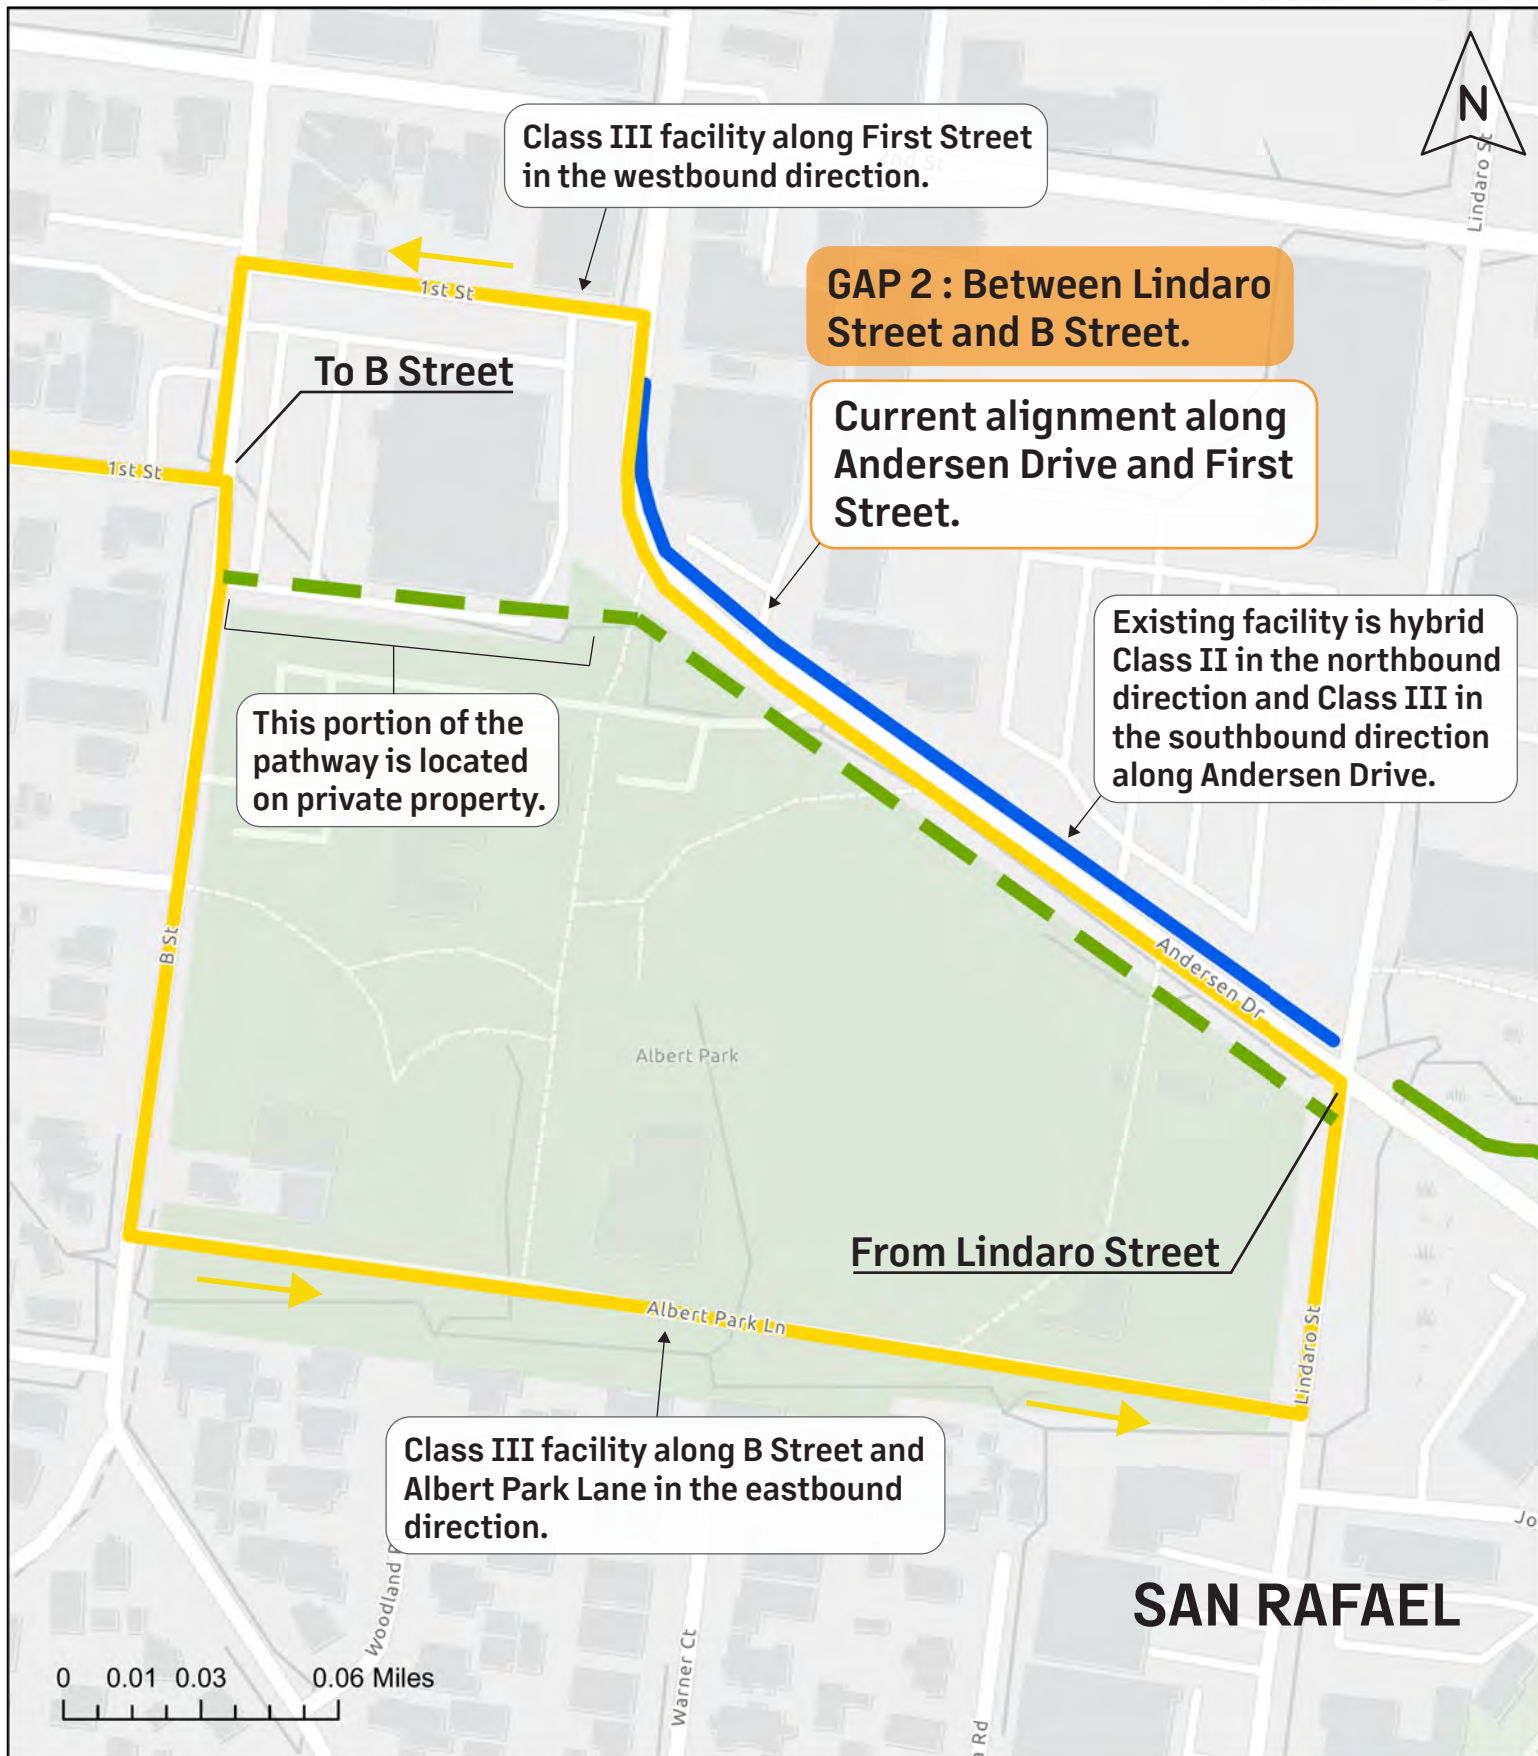 N
Lindaro St
Class III facility along First Street
in the westbound direction.
2nd St
GAP 2 : Between Lindaro
Street and B Street.
1st St
To B Street
Current alignment along
Andersen Drive and First
Street.
1st St
Existing facility is hybrid
Class II in the northbound
direction and Class III in
the southbound direction
along Andersen Drive.
This portion of the
pathway is located
on private property.
B St
Andersen Dr
Albert Park
From Lindaro Street
Albert Park Ln
Lindaro St
Class III facility along B Street and
Albert Park Lane in the eastbound
direction.
Woodland
SAN RAFAEL
Warner Ct
0 0.01 0.03 0.06 Miles
Rd